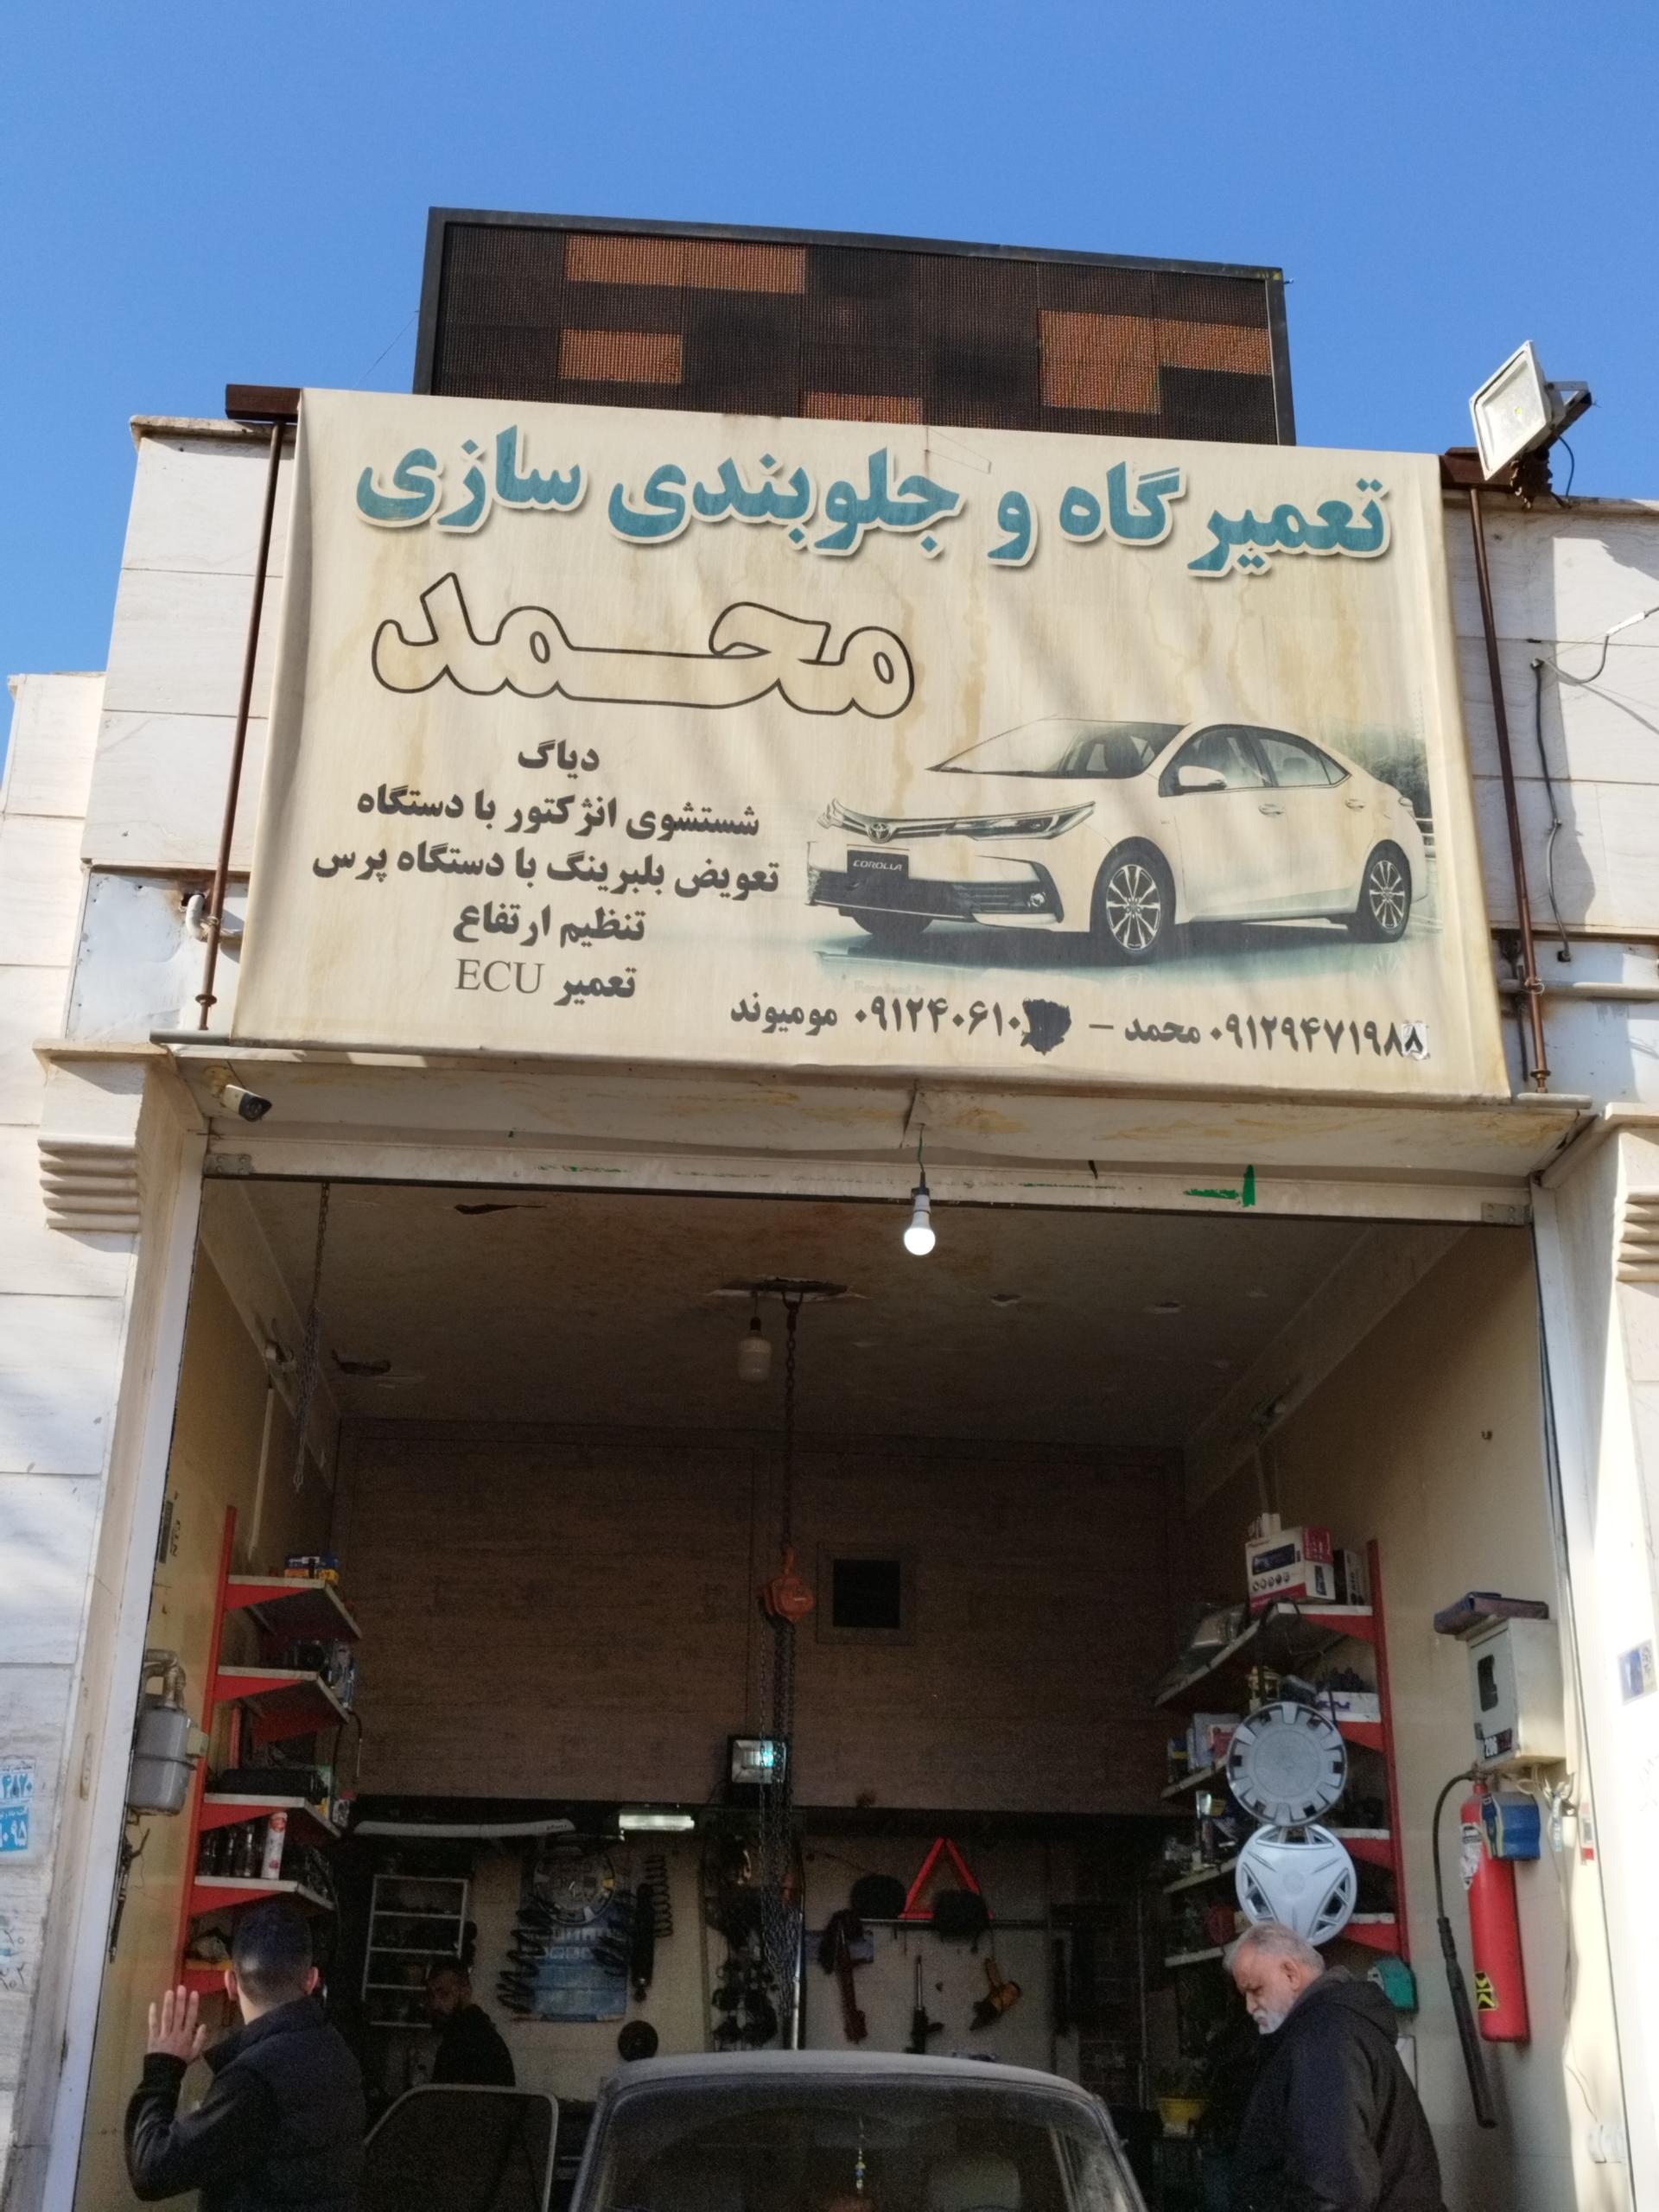 تعمیرگاه و جلوبندی سازی
محمد
دیاگ
شستشوی انژکتور با دستگاه
تعویض بلبرینگ با دستگاه پرس
تنظیم ارتفاع
تعمیر ECU
COROLLA
۰۹۱۲۹۴۷۱۹۸۸ محمد – ۰۹۱۲۴۰۶۱۰ مومیوند